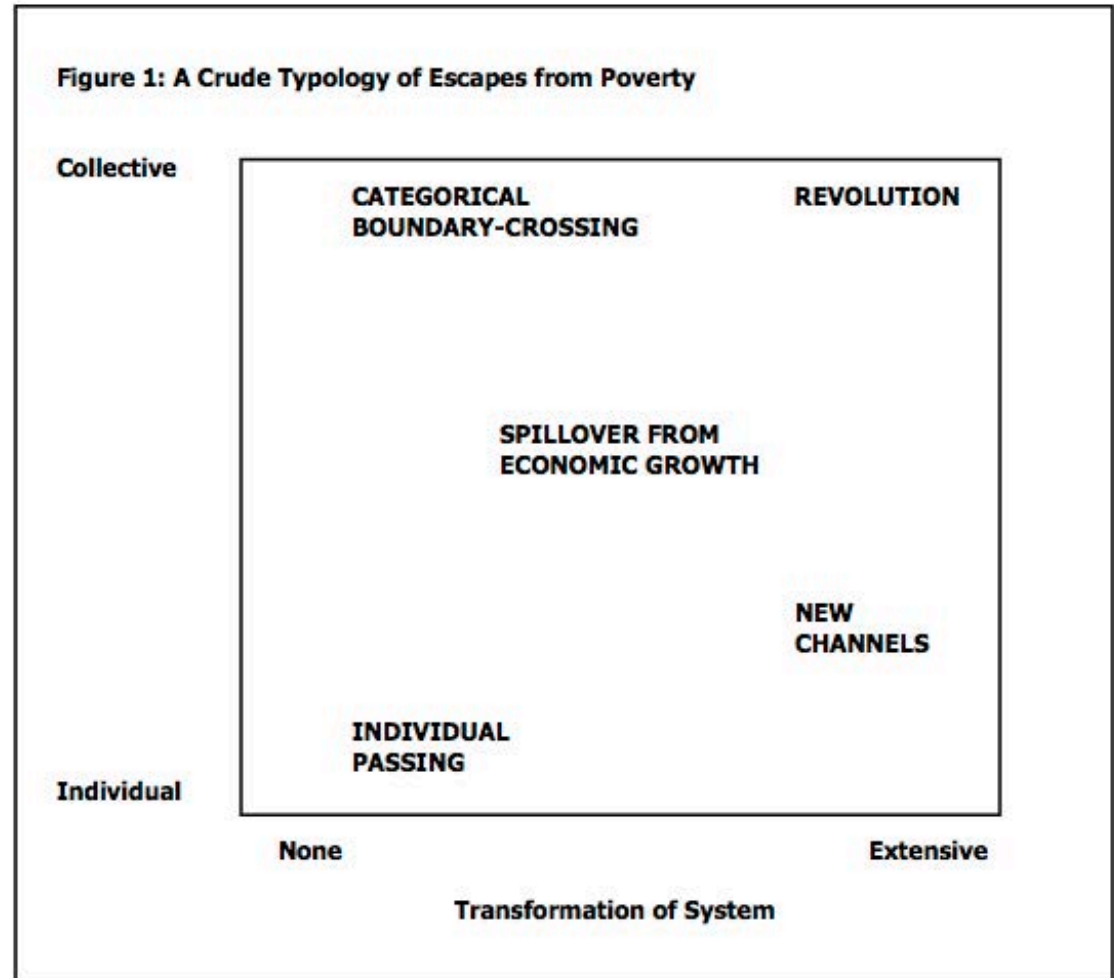 Figure 1: A Crude Typology of Escapes from Poverty
Collective
CATEGORICAL
BOUNDARY-CROSSING
REVOLUTION
SPILLOVER FROM
ECONOMIC GROWTH
NEW
CHANNELS
INDIVIDUAL
PASSING
Individual
None
Extensive
Transformation of System